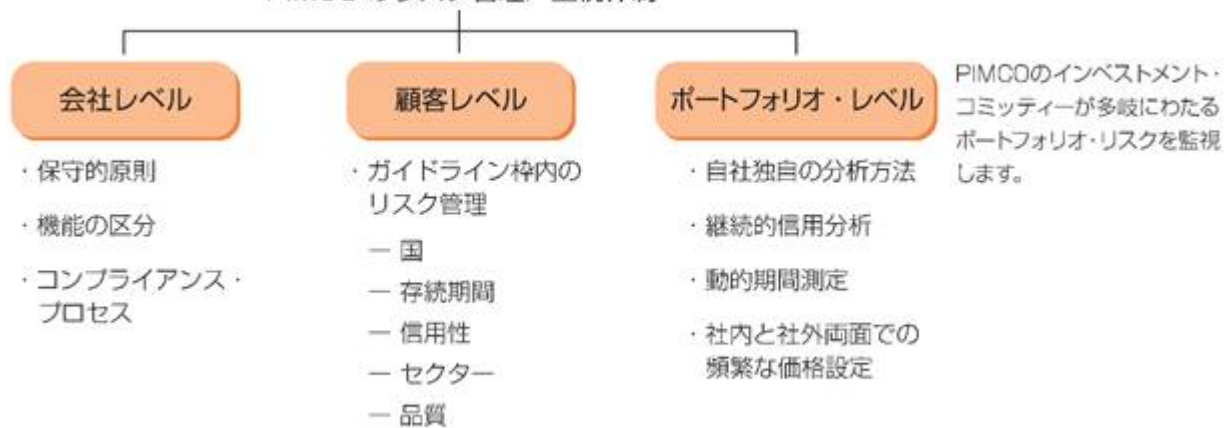 会社レベル
・保守的原則
・機能の区分
・コンプライアンス・
プロセス
顧客レベル
・ガイドライン枠内の
リスク管理
— 国
— 存続期間
— 信用性
— セクター
— 品質
ポートフォリオ・レベル
・自社独自の分析方法
・継続的信用分析
・動的期間測定
・社内と社外両面での
頻繁な価格設定
PIMCOのインベストメント・
コミッティーが多岐にわたる
ポートフォリオ・リスクを監視
します。